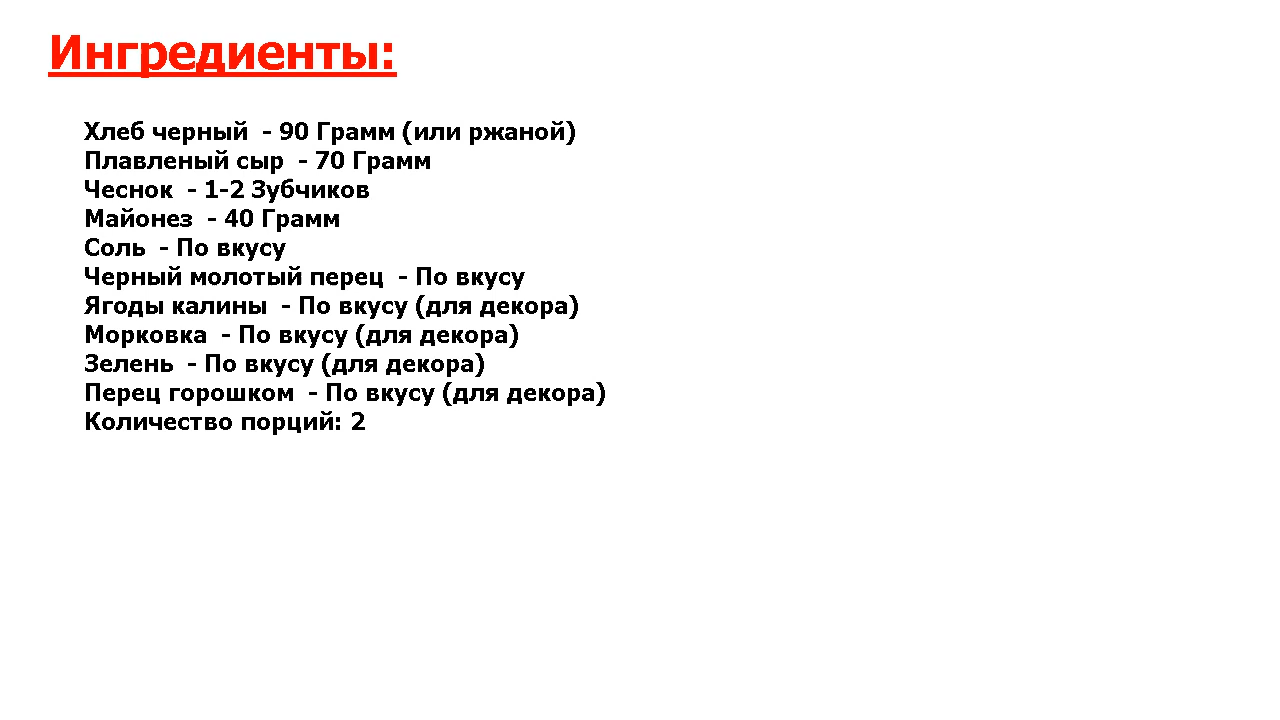 Ингредиенты:
Хлеб черный  - 90 Грамм (или ржаной)
Плавленый сыр  - 70 Грамм
Чеснок  - 1-2 Зубчиков
Майонез  - 40 Грамм
Соль  - По вкусу
Черный молотый перец  - По вкусу
Ягоды калины  - По вкусу (для декора)
Морковка  - По вкусу (для декора)
Зелень  - По вкусу (для декора)
Перец горошком  - По вкусу (для декора)
Количество порций: 2